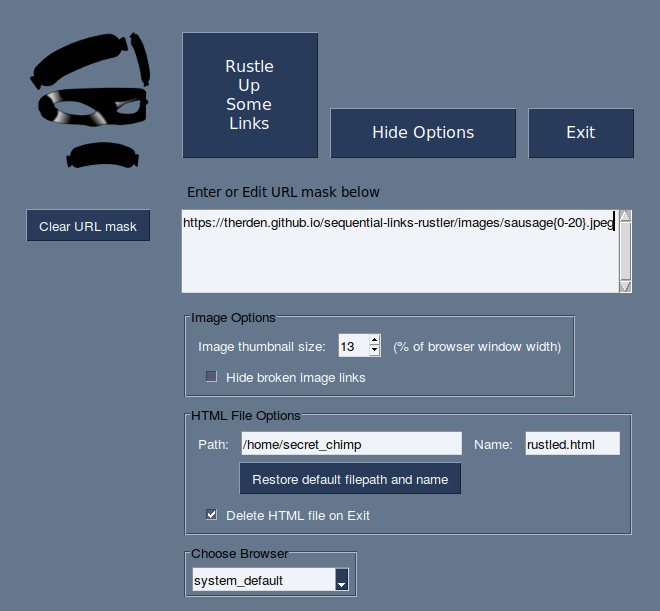 Rustle
Up
Some
Links
Hide Options
Exit
Enter or Edit URL mask below
Clear URL mask
https://therden.github.io/sequential-links-rustler/images/sausage{0-20}.jpeg
Image Options
Image thumbnail size: 13 (% of browser window width)
Hide broken image links
HTML File Options
Path: /home/secret_chimp Name: rustled.html
Restore default filepath and name
Delete HTML file on Exit
Choose Browser
system_default